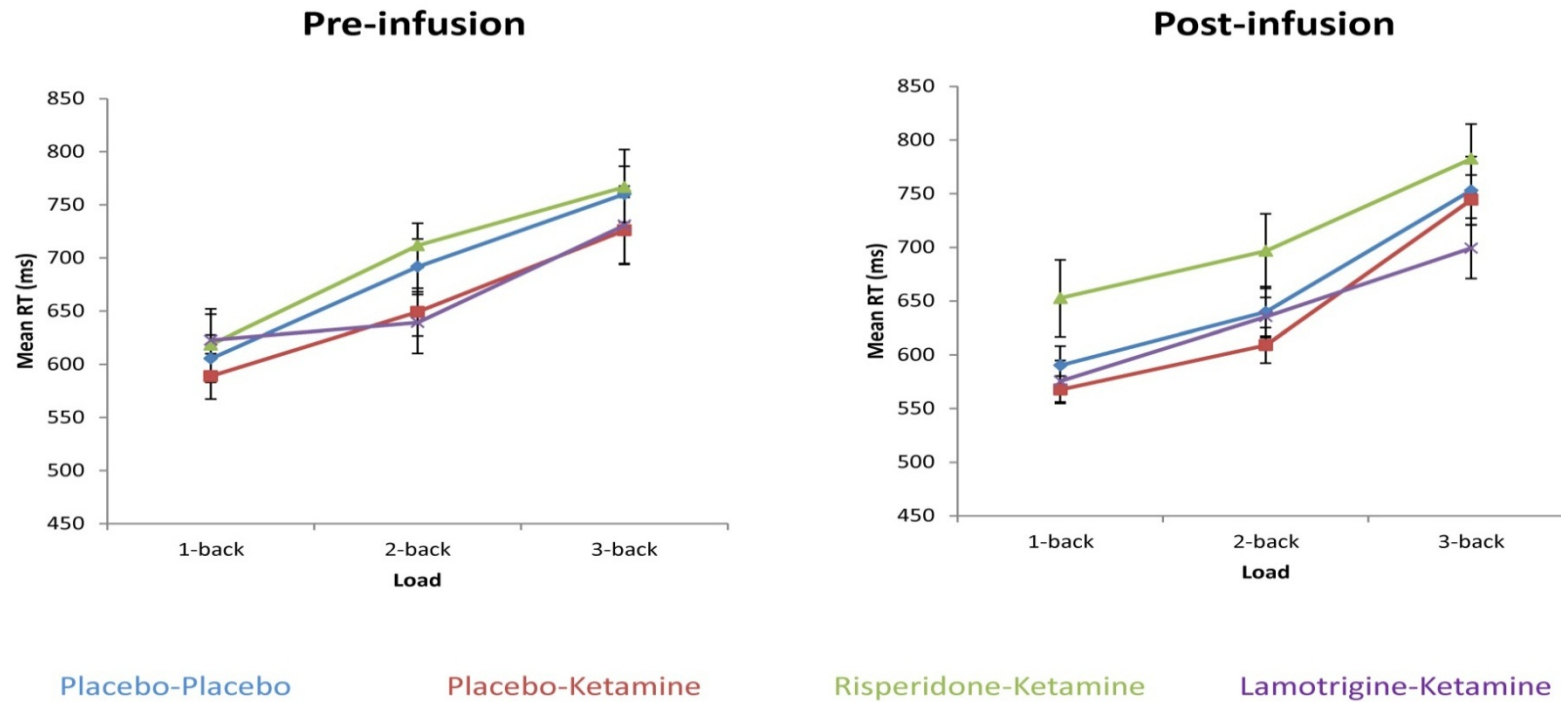 Pre-infusion
850
800
750
700
650
600
550
500
450
Mean RT (ms)
1-back
2-back
3-back
Load
Post-infusion
850
800
750
700
650
600
550
500
450
Mean RT (ms)
1-back
2-back
3-back
Load
Placebo-Placebo
Placebo-Ketamine
Risperidone-Ketamine
Lamotrigine-Ketamine